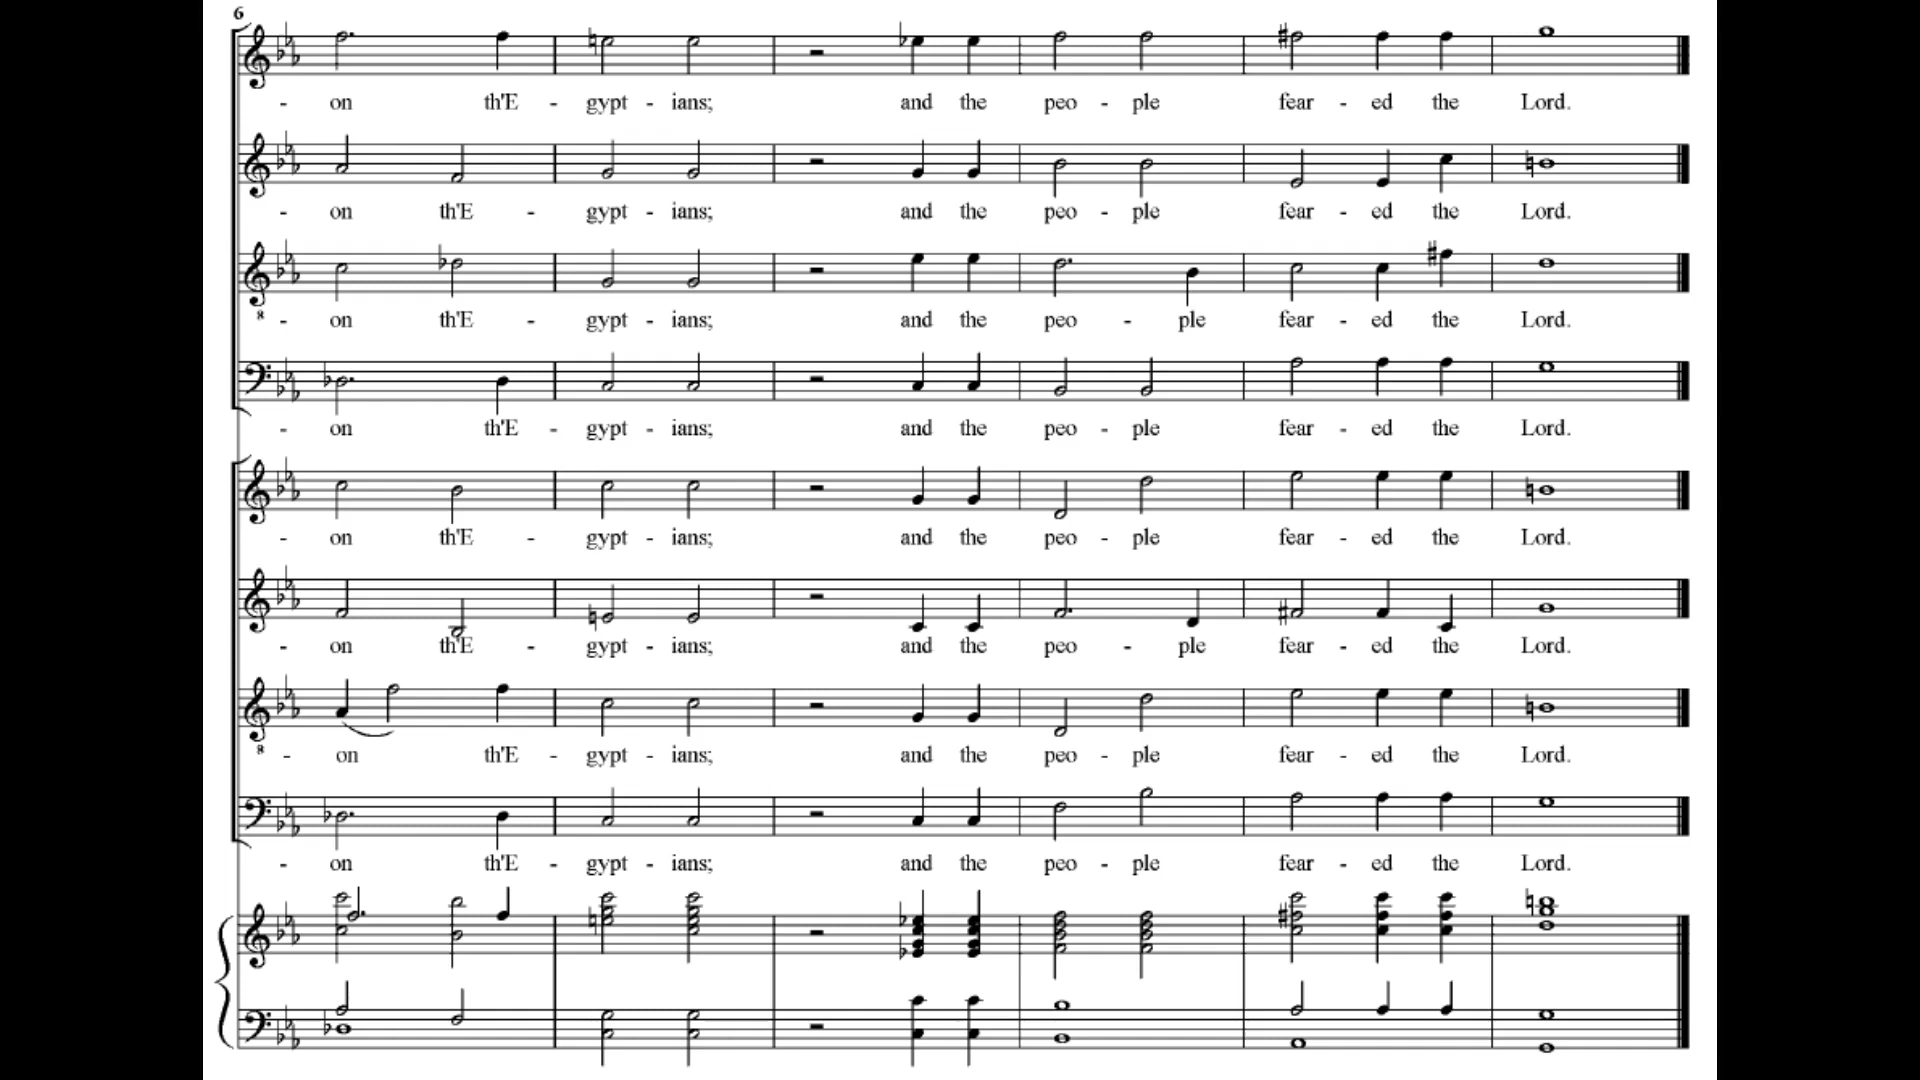 6
- on th'E - gypt - ians; and the peo - ple fear - ed the Lord.
- on th'E - gypt - ians; and the peo - ple fear - ed the Lord.
8 - on th'E - gypt - ians; and the peo - ple fear - ed the Lord.
- on th'E - gypt - ians; and the peo - ple fear - ed the Lord.
- on th'E - gypt - ians; and the peo - ple fear - ed the Lord.
- on th'E - gypt - ians; and the peo - ple fear - ed the Lord.
8 - on th'E - gypt - ians; and the peo - ple fear - ed the Lord.
- on th'E - gypt - ians; and the peo - ple fear - ed the Lord.